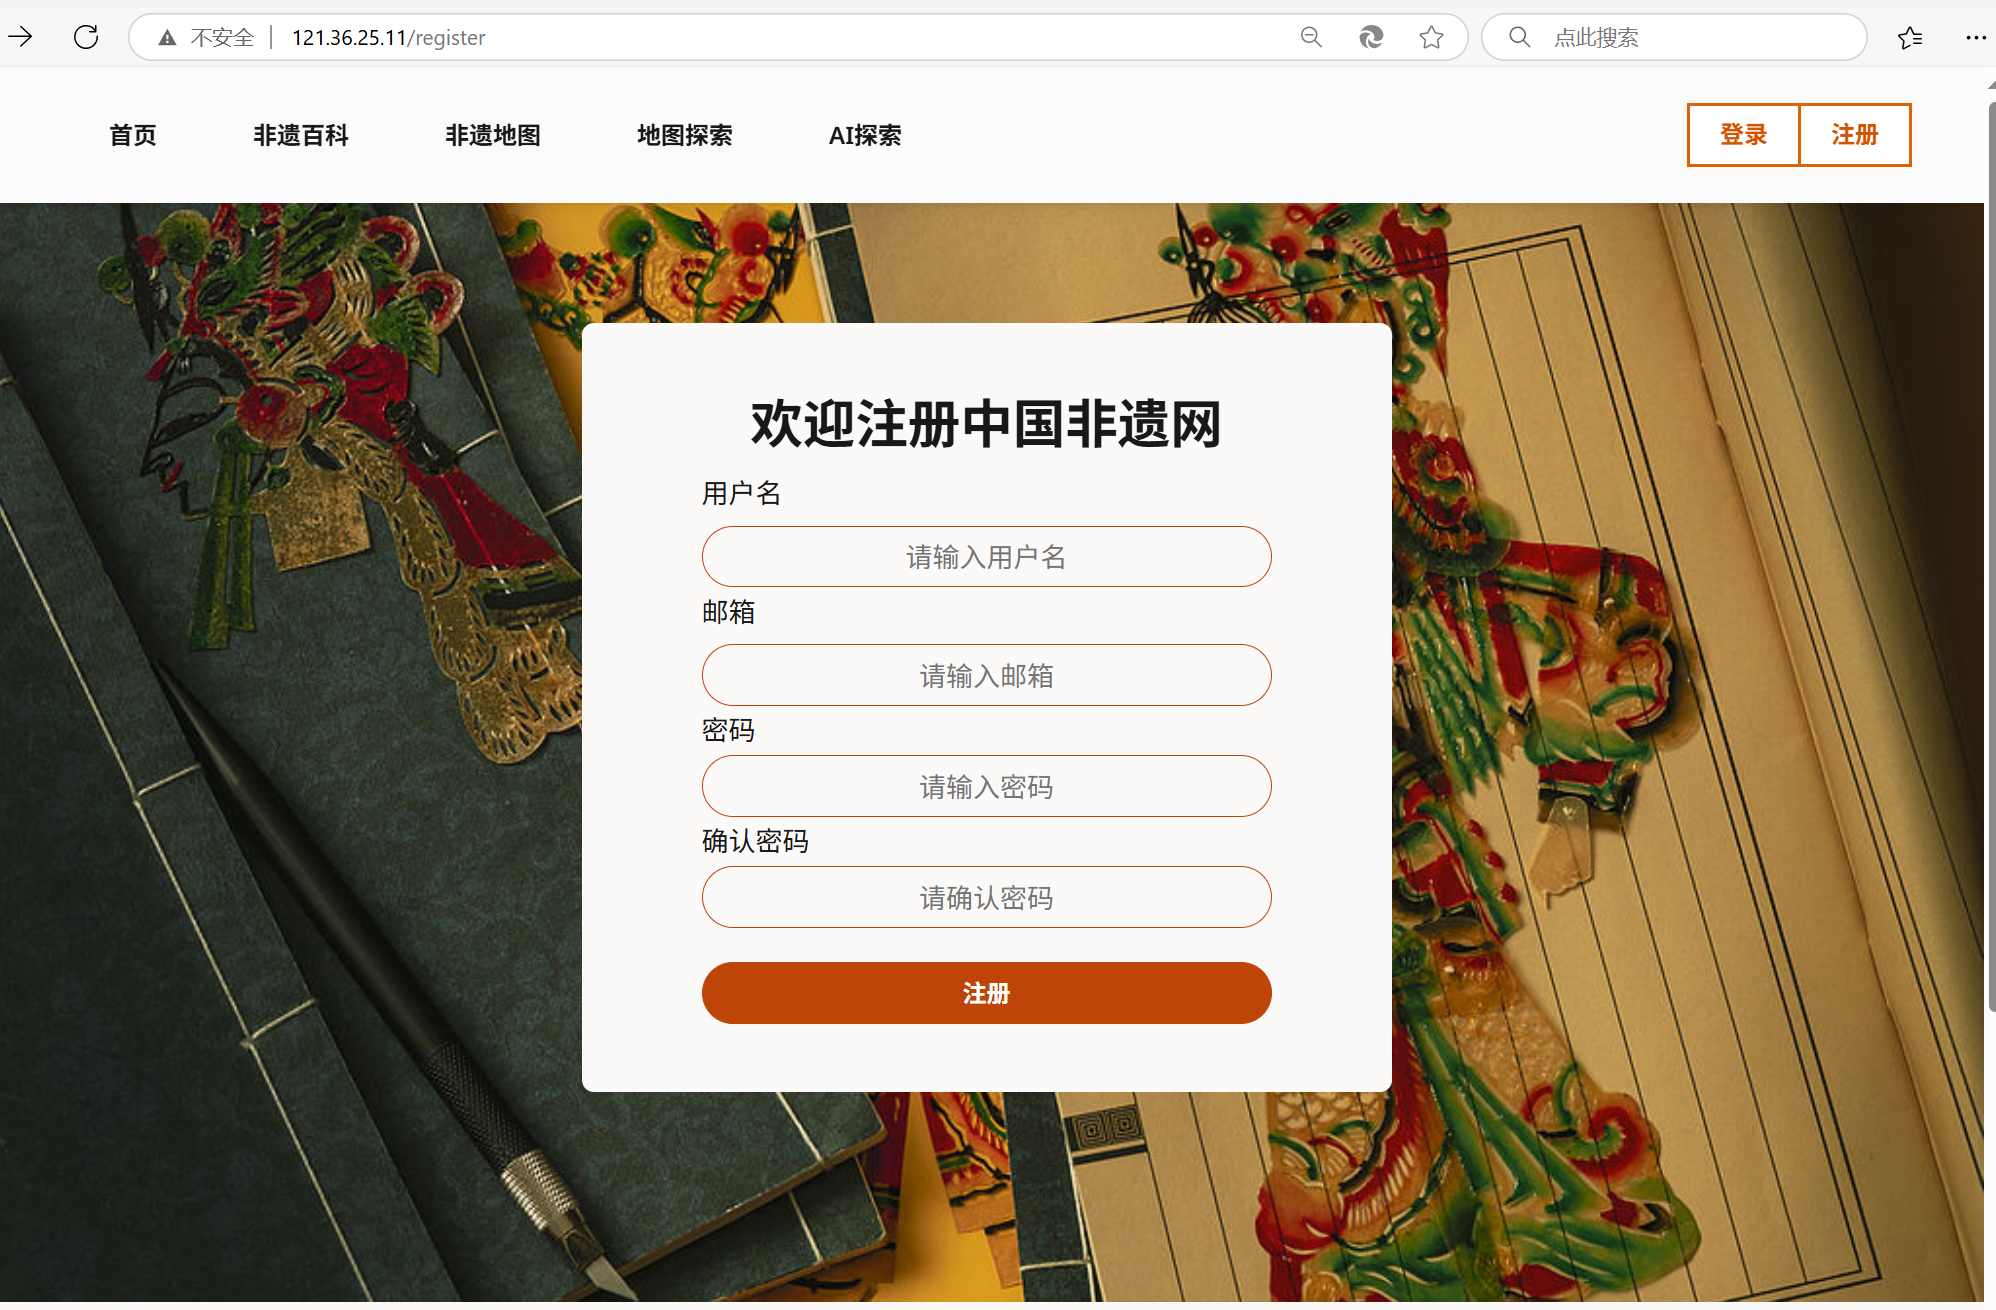 不安全 121.36.25.11/register 点此搜索
首页 非遗百科 非遗地图 地图探索 AI探索 登录 注册
欢迎注册中国非遗网
用户名
请输入用户名
邮箱
请输入邮箱
密码
请输入密码
确认密码
请确认密码
注册